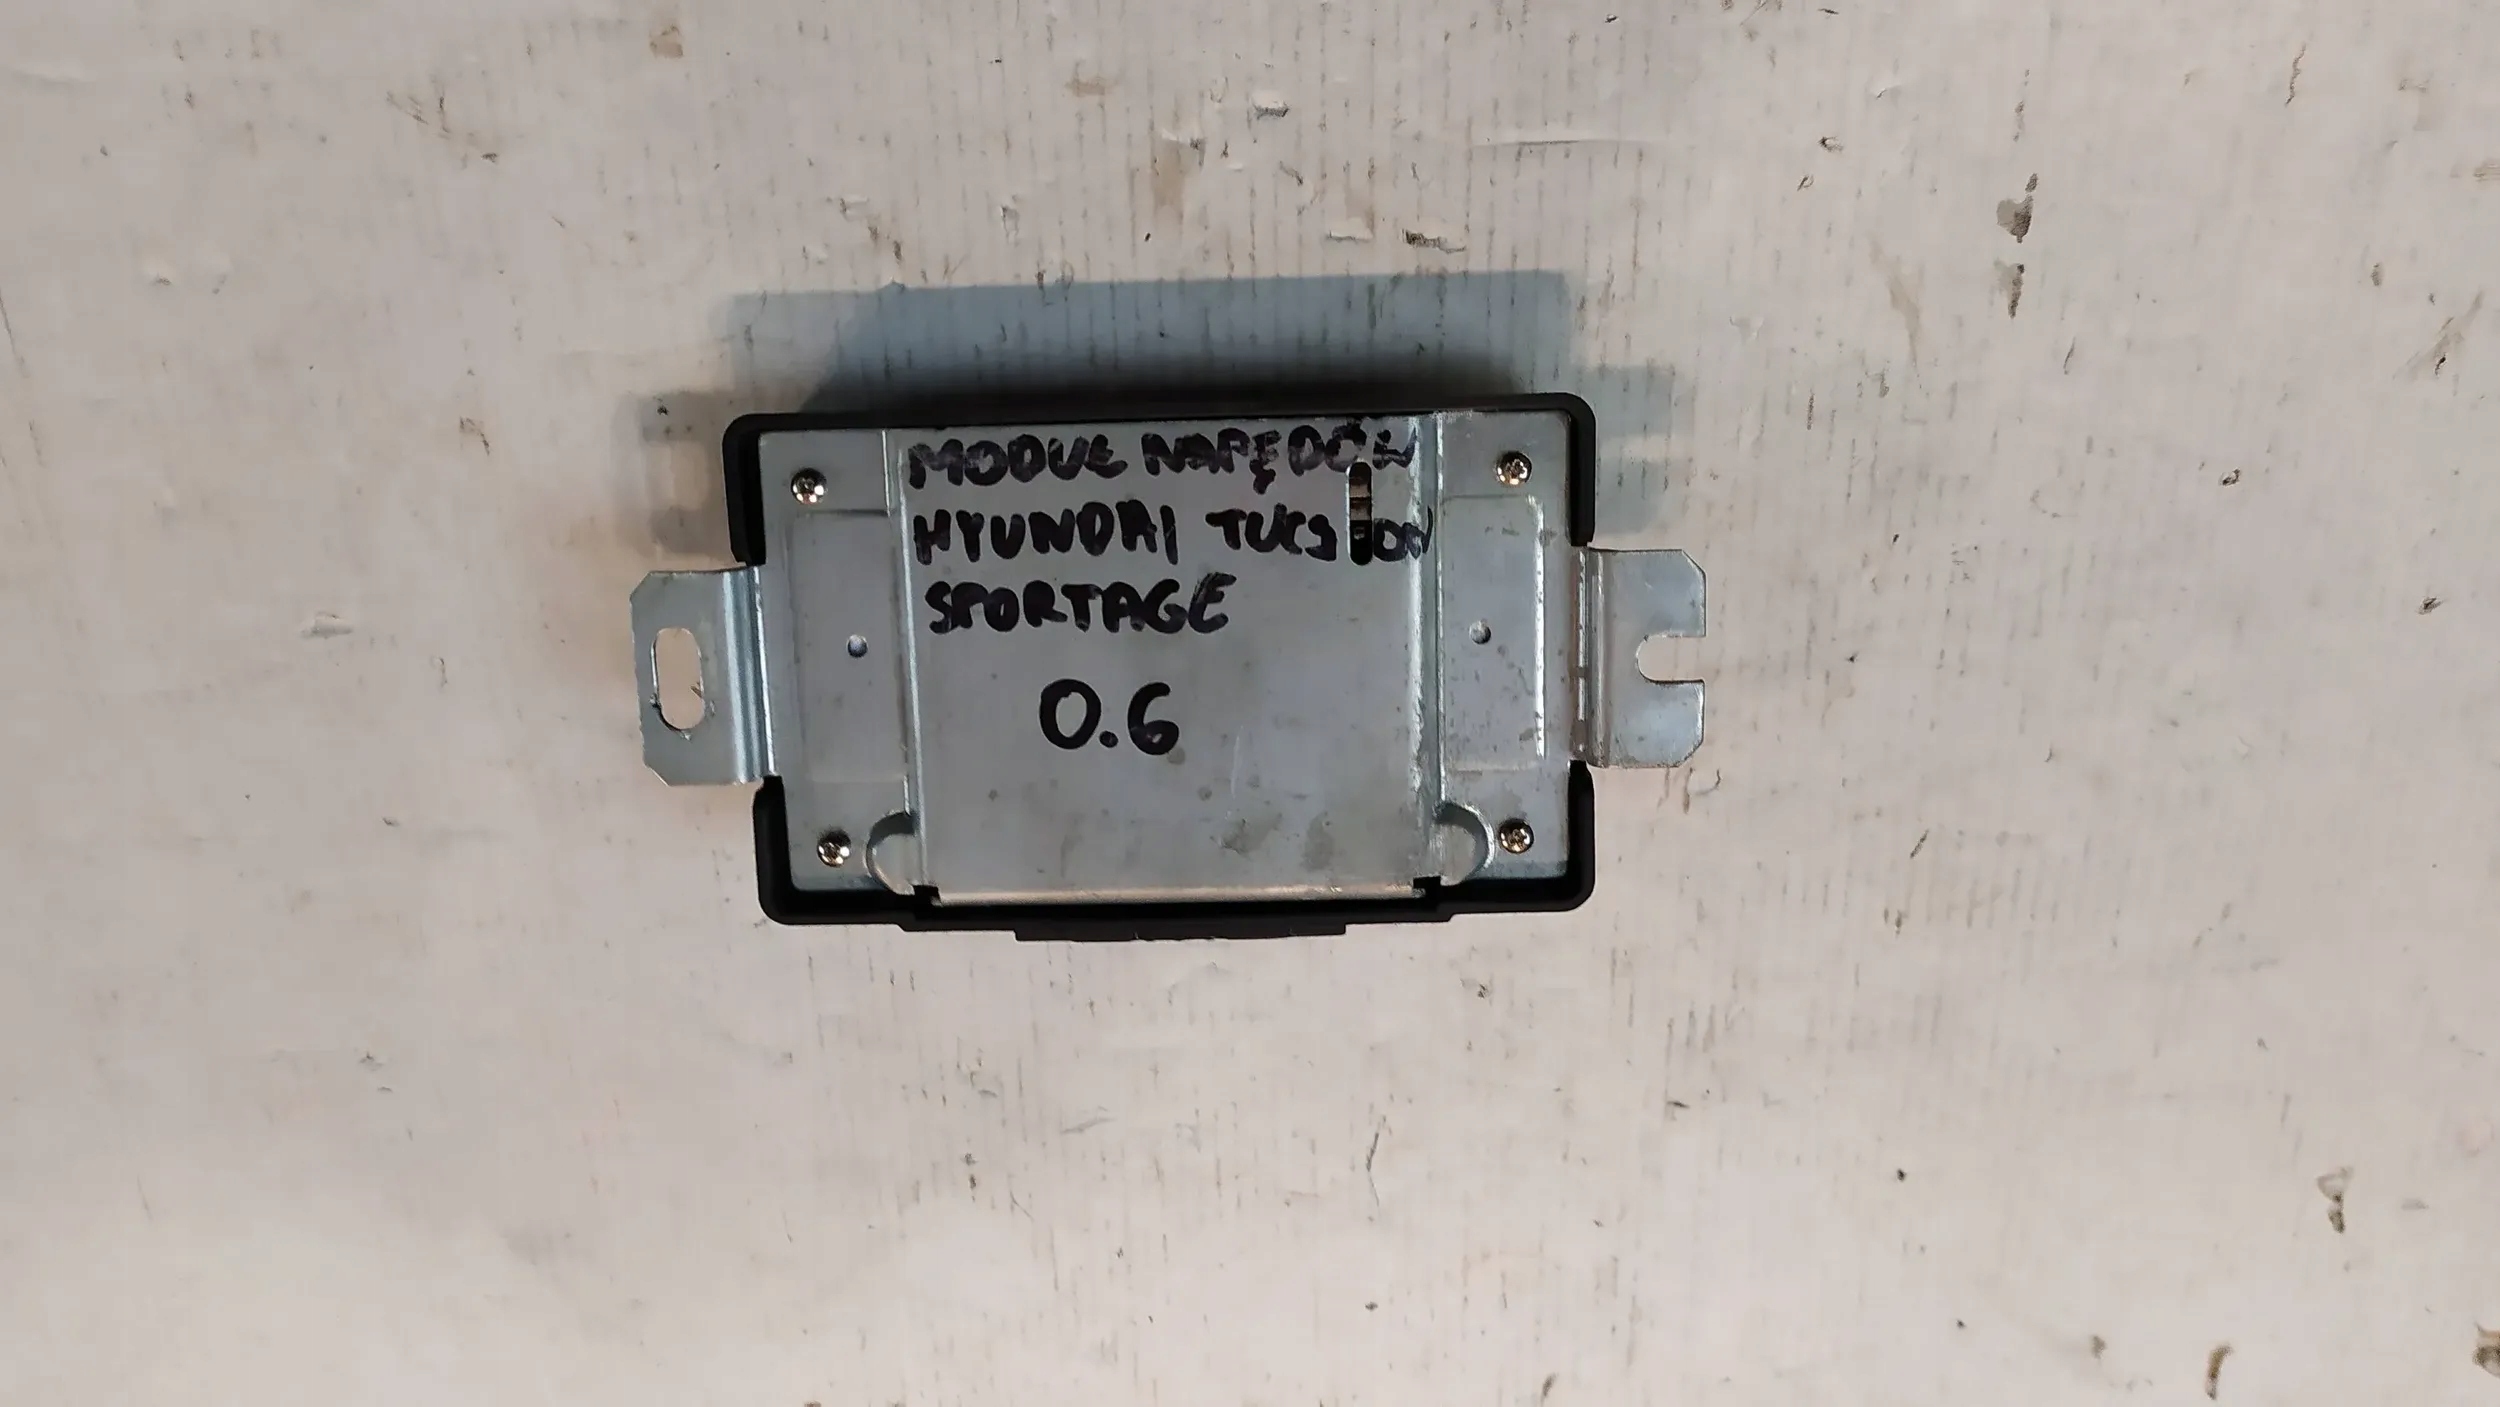 MODUŁ NAPĘDÓW
HYUNDAI TUCSON
SPORTAGE
0.6